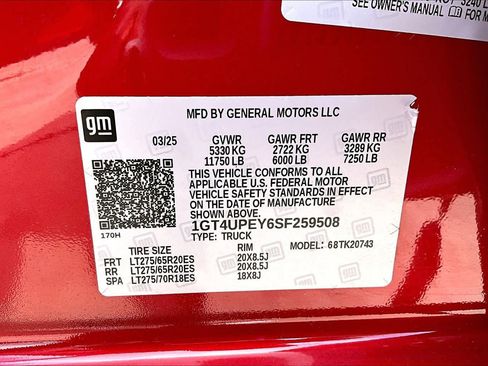 3240 L
SEE OWNER'S MANUAL FOR M
gm
MFD BY GENERAL MOTORS LLC
03/25 GVWR GAWR FRT GAWR RR
5330 KG 2722 KG 3289 KG
11750 LB 6000 LB 7250 LB
THIS VEHICLE CONFORMS TO ALL
APPLICABLE U.S. FEDERAL MOTOR
VEHICLE SAFETY STANDARDS IN EFFECT ON
THE DATE OF MANUFACTURE SHOWN ABOVE.
1GT4UPEY6SF259508
170H TYPE: TRUCK 68TK20743
TIRE SIZE RIM
FRT LT275/65R20ES 20X8.5J
RR LT275/65R20ES 20X8.5J
SPA LT275/70R18ES 18X8J